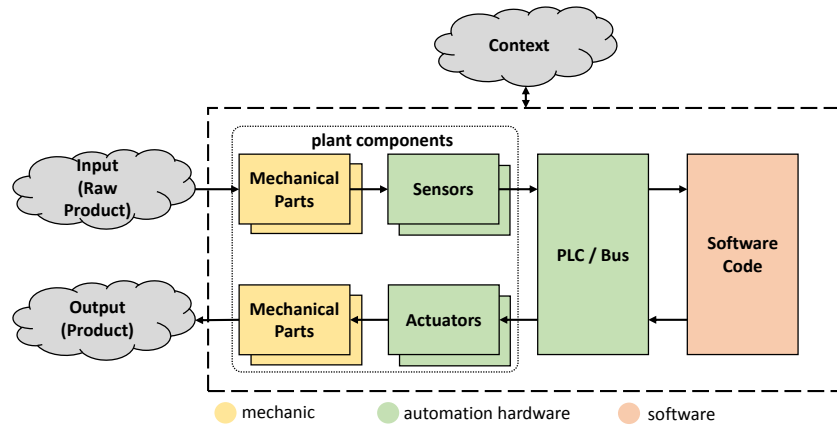 Context
plant components
Input
(Raw
Product)
Mechanical
Parts
Sensors
PLC / Bus
Software
Code
Output
(Product)
Mechanical
Parts
Actuators
mechanic
automation hardware
software